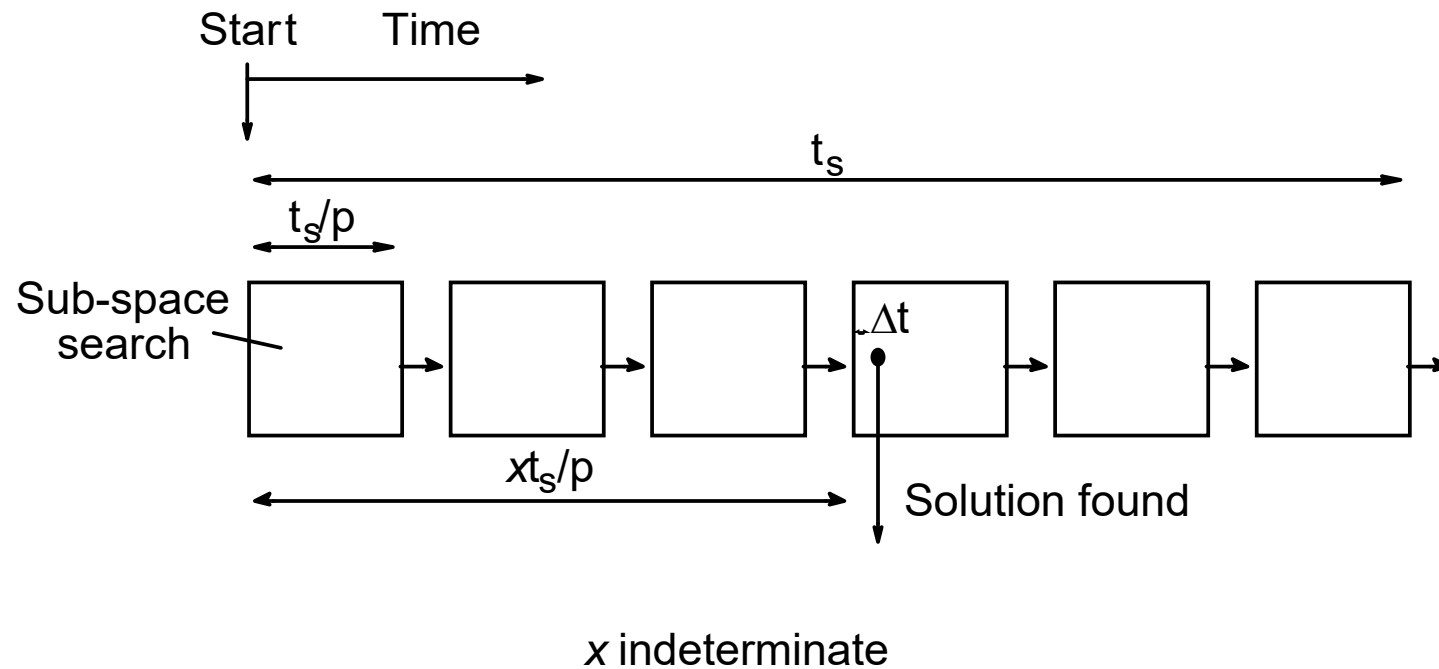 Start Time
tₛ
tₛ/p
Sub-space
search
Δt
xtₛ/p
Solution found
x indeterminate